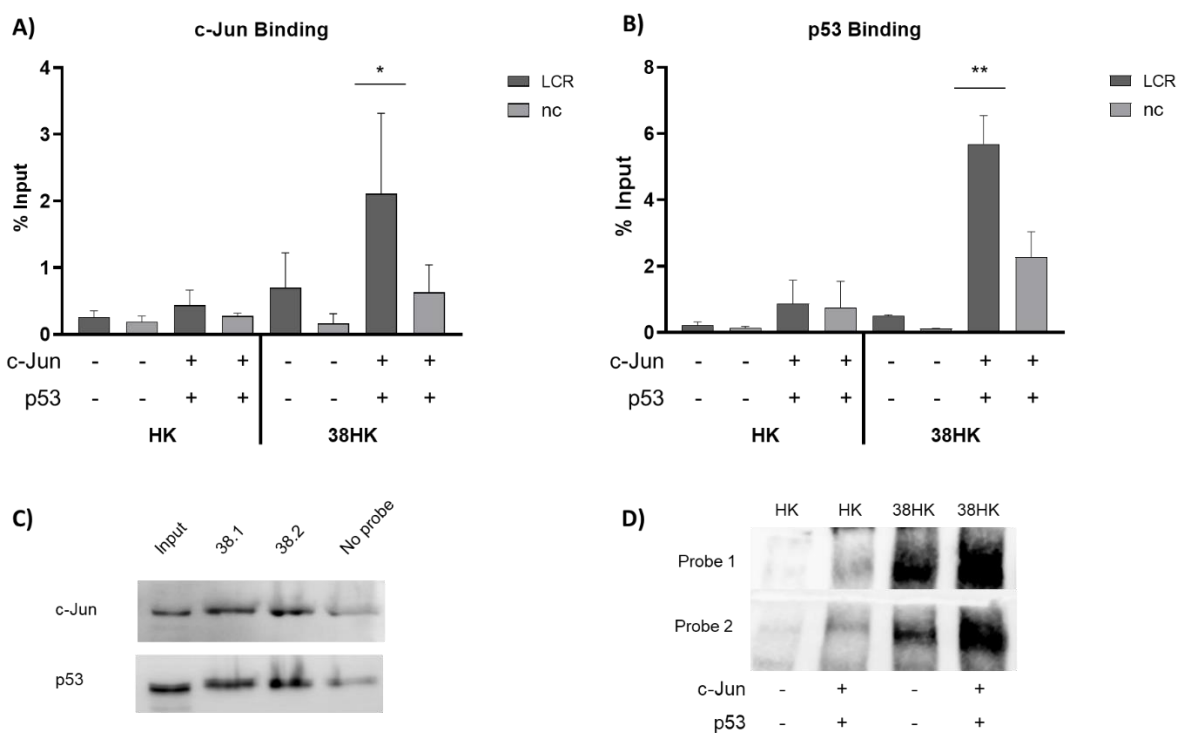 A)
c-Jun Binding
4
3
2
1
0
% Input
*
LCR
nc
c-Jun - - + + - - + +
p53 - - + + - - + +
HK 38HK
B)
p53 Binding
8
6
4
2
0
% Input
**
LCR
nc
c-Jun - - + + - - + +
p53 - - + + - - + +
HK 38HK
C)
Input 38.1 38.2 No probe
c-Jun
p53
D)
HK HK 38HK 38HK
Probe 1
Probe 2
c-Jun - + - +
p53 - + - +